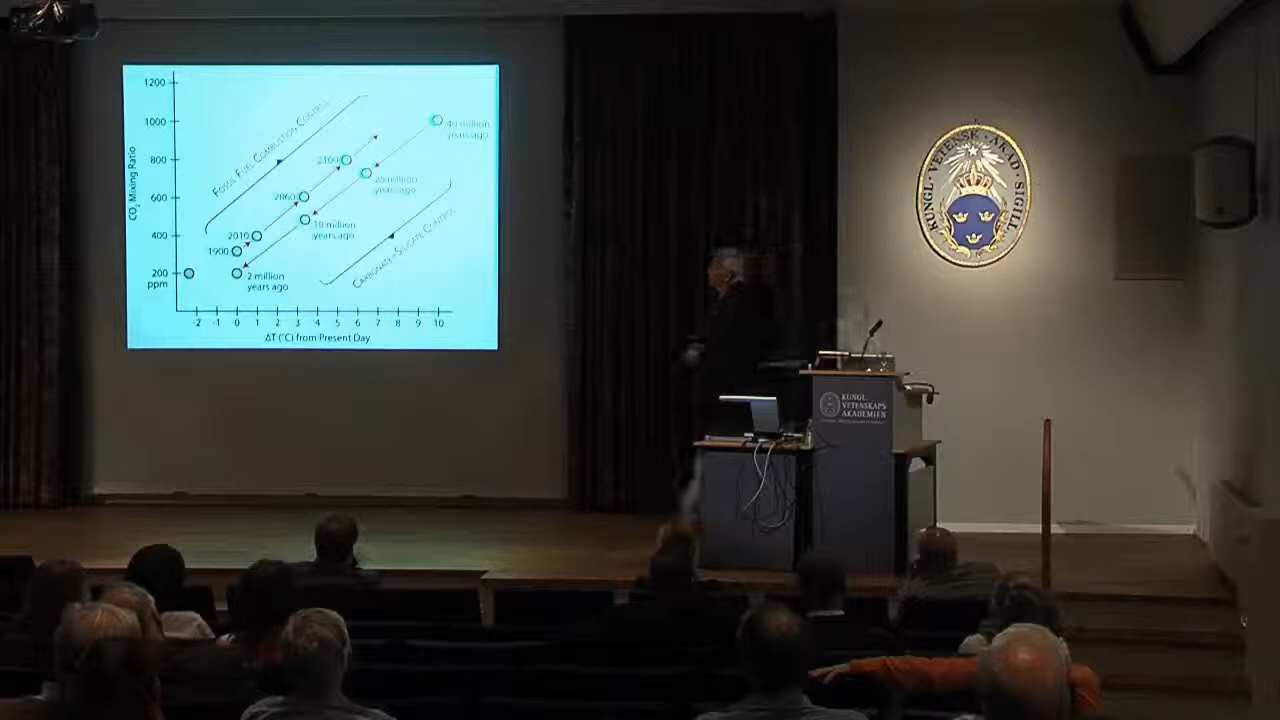 1200
1000
800
600
400
200
ppm
CO₂ Mixing Ratio
FOSSIL FUEL COMBUSTION CONTROL
CARBONATE-SILICATE CONTROL
40 million
years ago
2100
25 million
years ago
2060
10 million
years ago
2010
1900
2 million
years ago
-2 -1 0 1 2 3 4 5 6 7 8 9 10
ΔT (°C) from Present Day
KUNGL · VETENSK · AKAD · SIGILL
KUNGL.
VETENSKAPS
AKADEMIEN